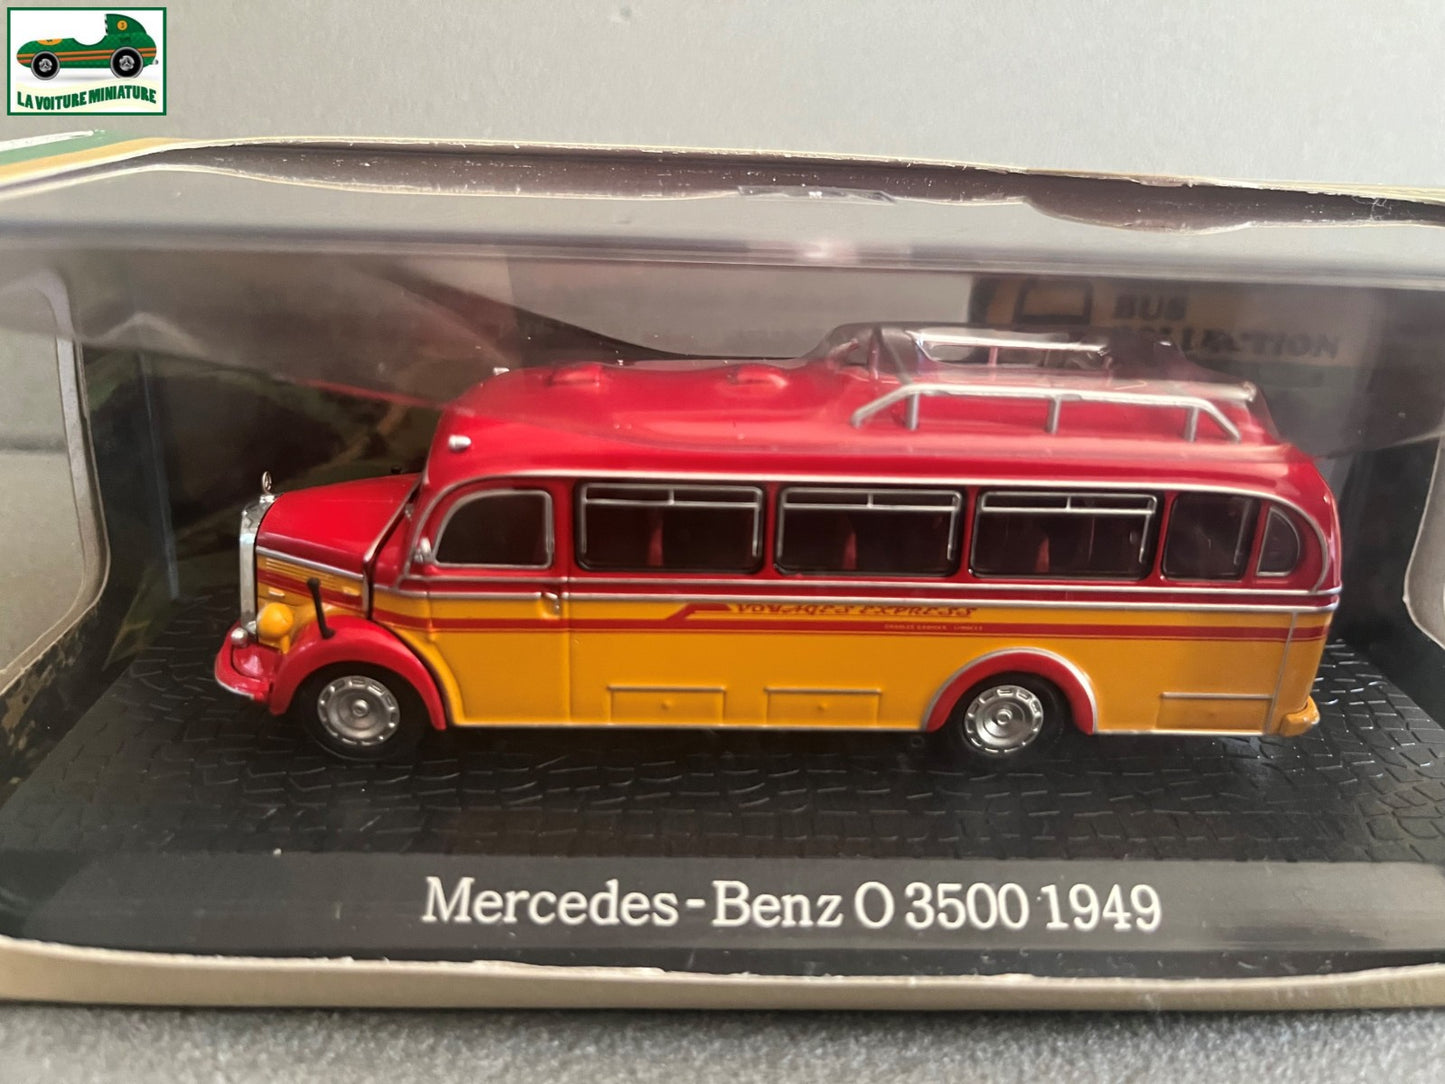 LA VOITURE MINIATURE
BUS
COLLECTION
VOYAGES EXPRESS
Mercedes-Benz O 3500 1949